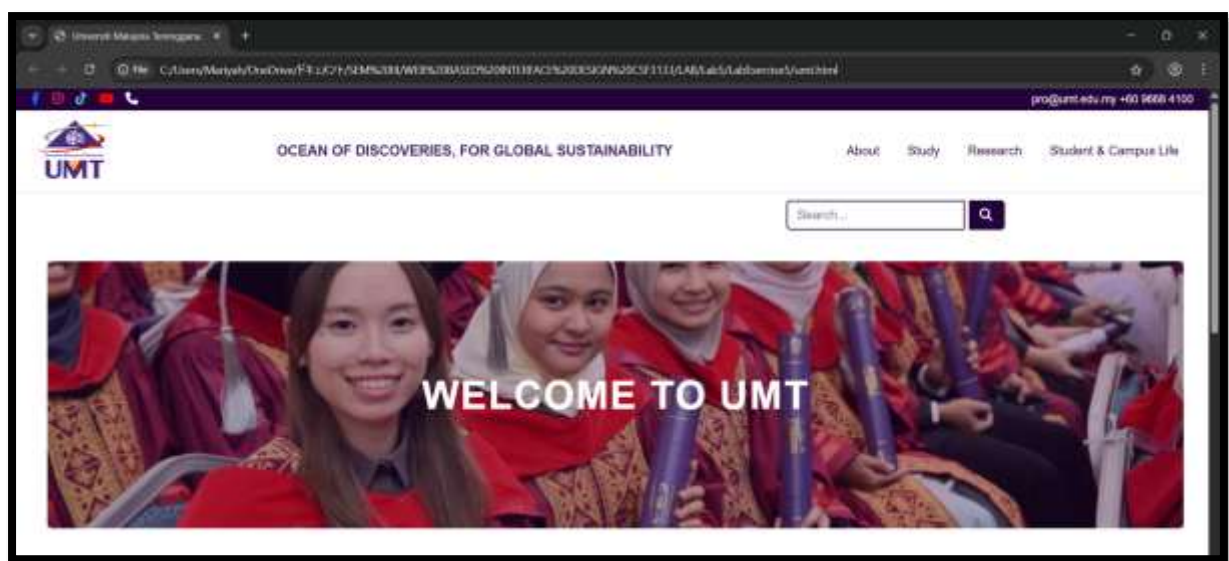 Universiti Malaysia Terengganu
File
pro@umt.edu.my +60 9668 4100
UMT
OCEAN OF DISCOVERIES, FOR GLOBAL SUSTAINABILITY
About Study Research Student & Campus Life
Search...
WELCOME TO UMT